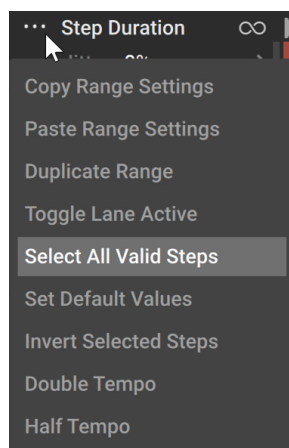 Step Duration
Copy Range Settings
Paste Range Settings
Duplicate Range
Toggle Lane Active
Select All Valid Steps
Set Default Values
Invert Selected Steps
Double Tempo
Half Tempo